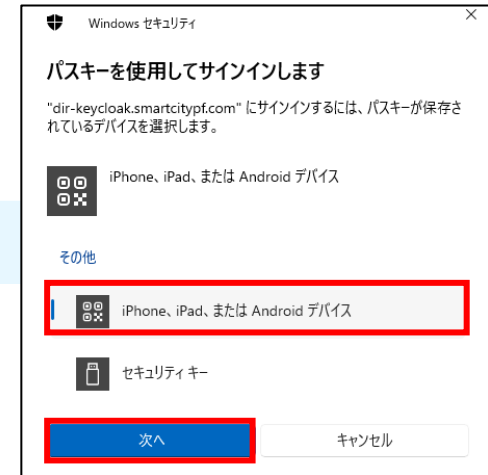 Windows セキュリティ
パスキーを使用してサインインします
"dir-keycloak.smartcitypf.com" にサインインするには、パスキーが保存さ
れているデバイスを選択します。
iPhone、iPad、または Android デバイス
その他
iPhone、iPad、または Android デバイス
セキュリティ キー
次へ
キャンセル